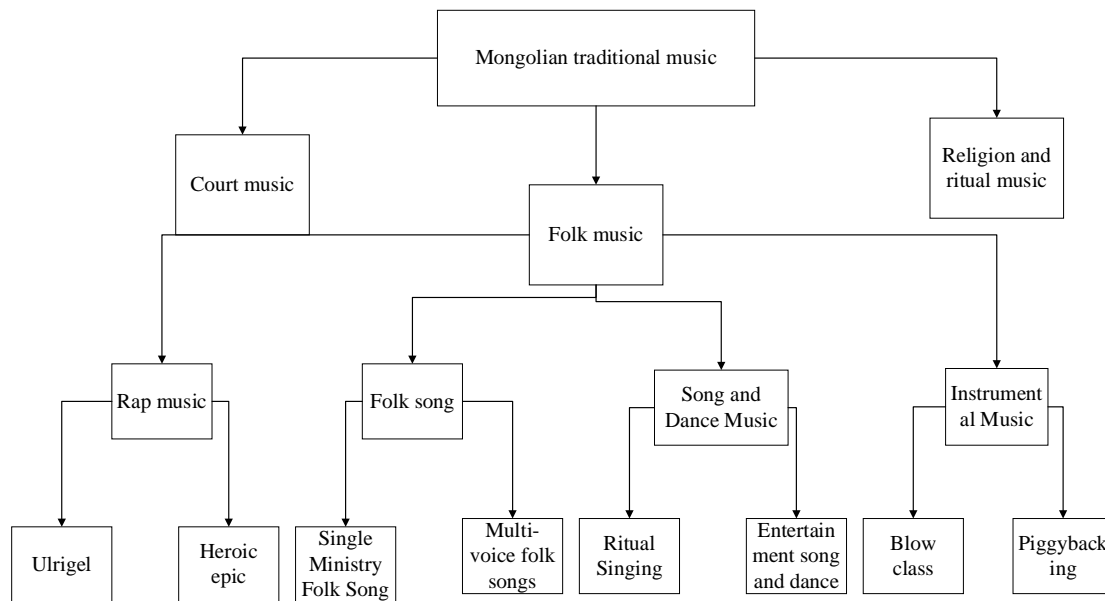 Mongolian traditional music
Court music
Religion and
ritual music
Folk music
Rap music
Folk song
Song and
Dance Music
Instrument
al Music
Ulrigel
Heroic
epic
Single
Ministry
Folk Song
Multi-
voice folk
songs
Ritual
Singing
Entertain
ment song
and dance
Blow
class
Piggyback
ing